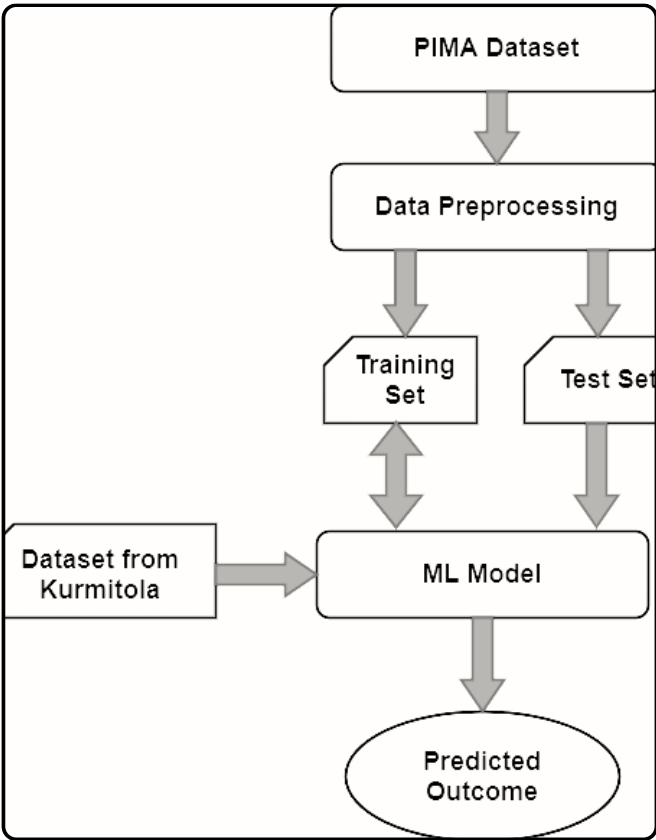 PIMA Dataset
Data Preprocessing
Training
Set
Test Set
Dataset from
Kurmitola
ML Model
Predicted
Outcome